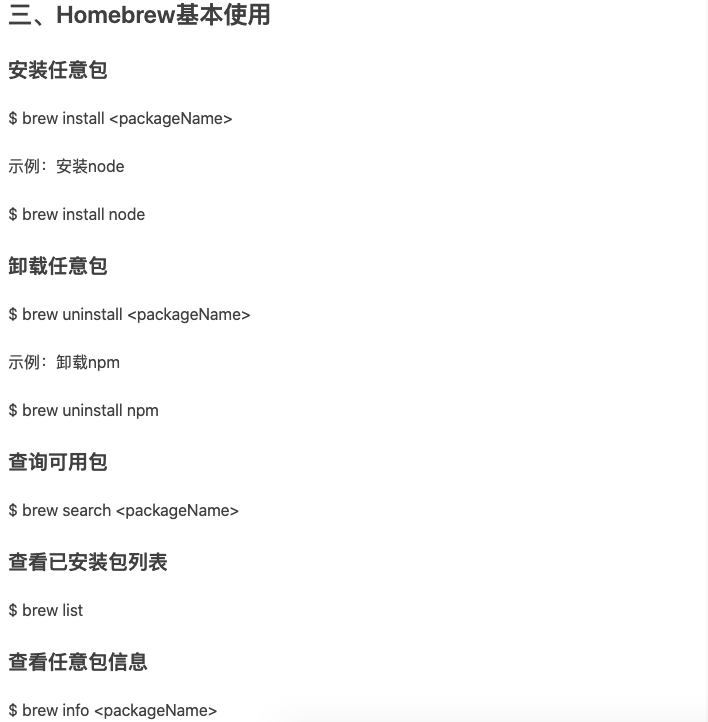 三、Homebrew基本使用
安装任意包
$ brew install <packageName>
示例：安装node
$ brew install node
卸载任意包
$ brew uninstall <packageName>
示例：卸载npm
$ brew uninstall npm
查询可用包
$ brew search <packageName>
查看已安装包列表
$ brew list
查看任意包信息
$ brew info <packageName>